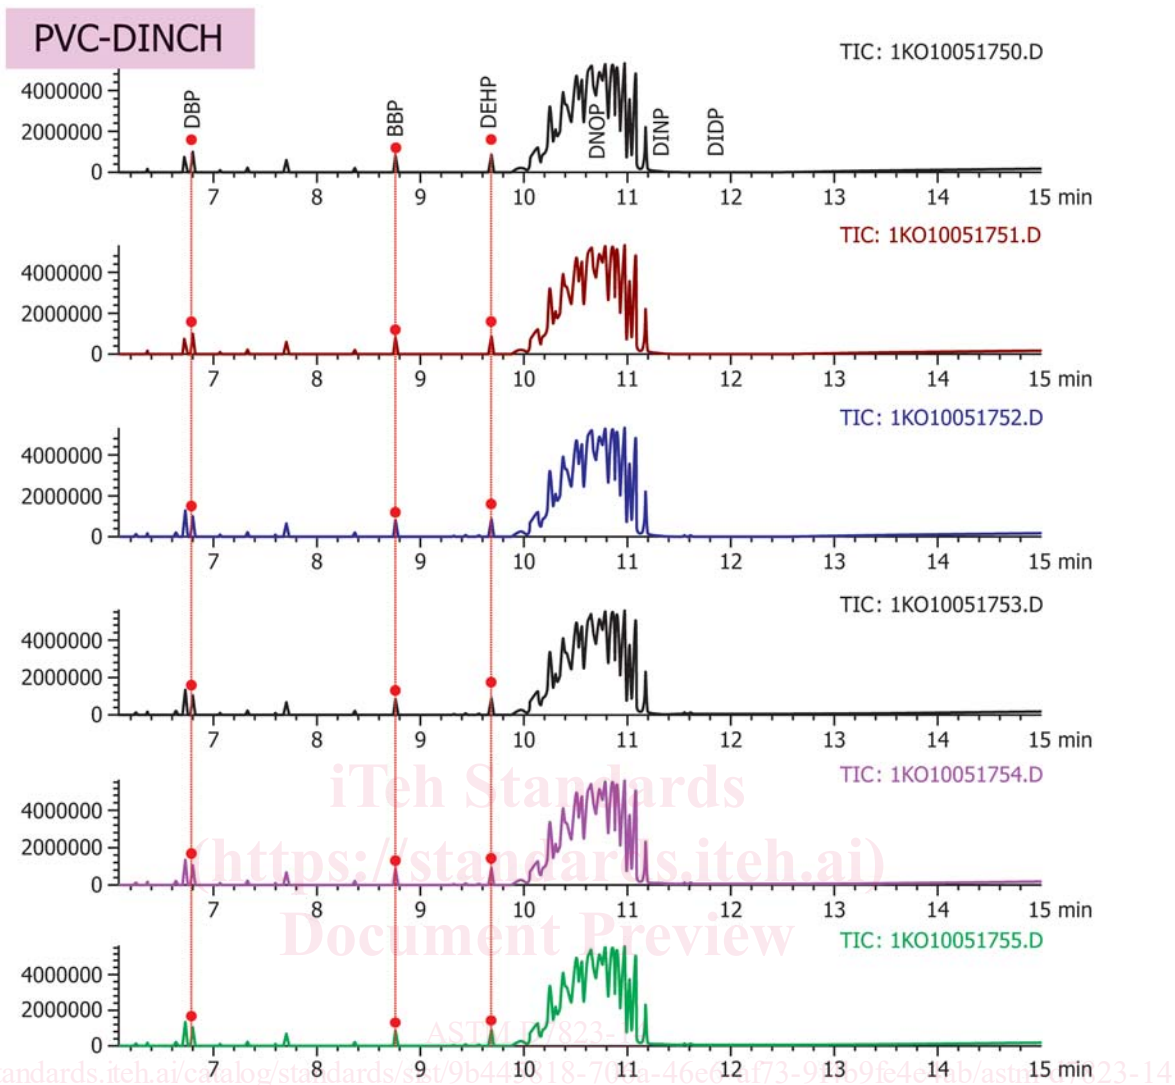 PVC-DINCH
TIC: 1KO10051750.D
4000000
2000000
0
DBP
BBP
DEHP
DNOP
DINP
DIDP
7 8 9 10 11 12 13 14 15 min
TIC: 1KO10051751.D
4000000
2000000
0
7 8 9 10 11 12 13 14 15 min
TIC: 1KO10051752.D
4000000
2000000
0
7 8 9 10 11 12 13 14 15 min
TIC: 1KO10051753.D
4000000
2000000
0
7 8 9 10 11 12 13 14 15 min
iTeh Standards
TIC: 1KO10051754.D
4000000
2000000
0
(https://standards.iteh.ai)
7 8 9 10 11 12 13 14 15 min
Document Preview
TIC: 1KO10051755.D
4000000
2000000
0
ASTM
7 8 9 10 11 12 13 14 15 min